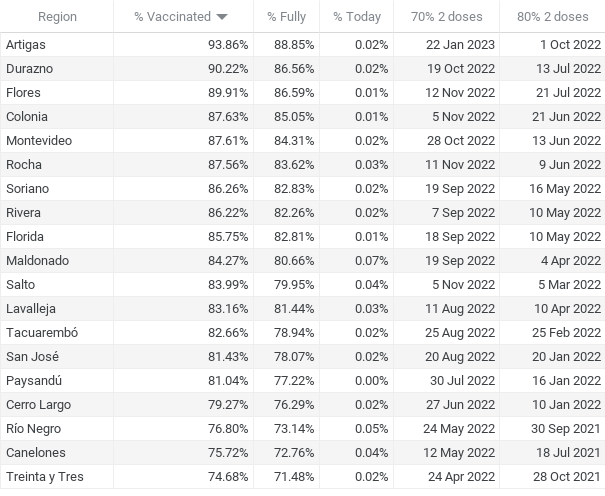 Region % Vaccinated % Fully % Today 70% 2 doses 80% 2 doses
Artigas 93.86% 88.85% 0.02% 22 Jan 2023 1 Oct 2022
Durazno 90.22% 86.56% 0.02% 19 Oct 2022 13 Jul 2022
Flores 89.91% 86.59% 0.01% 12 Nov 2022 21 Jul 2022
Colonia 87.63% 85.05% 0.01% 5 Nov 2022 21 Jun 2022
Montevideo 87.61% 84.31% 0.02% 28 Oct 2022 13 Jun 2022
Rocha 87.56% 83.62% 0.03% 11 Nov 2022 9 Jun 2022
Soriano 86.26% 82.83% 0.02% 19 Sep 2022 16 May 2022
Rivera 86.22% 82.26% 0.02% 7 Sep 2022 10 May 2022
Florida 85.75% 82.81% 0.01% 18 Sep 2022 10 May 2022
Maldonado 84.27% 80.66% 0.07% 19 Sep 2022 4 Apr 2022
Salto 83.99% 79.95% 0.04% 5 Nov 2022 5 Mar 2022
Lavalleja 83.16% 81.44% 0.03% 11 Aug 2022 10 Apr 2022
Tacuarembó 82.66% 78.94% 0.02% 25 Aug 2022 25 Feb 2022
San José 81.43% 78.07% 0.02% 20 Aug 2022 20 Jan 2022
Paysandú 81.04% 77.22% 0.00% 30 Jul 2022 16 Jan 2022
Cerro Largo 79.27% 76.29% 0.02% 27 Jun 2022 10 Jan 2022
Río Negro 76.80% 73.14% 0.05% 24 May 2022 30 Sep 2021
Canelones 75.72% 72.76% 0.04% 12 May 2022 18 Jul 2021
Treinta y Tres 74.68% 71.48% 0.02% 24 Apr 2022 28 Oct 2021